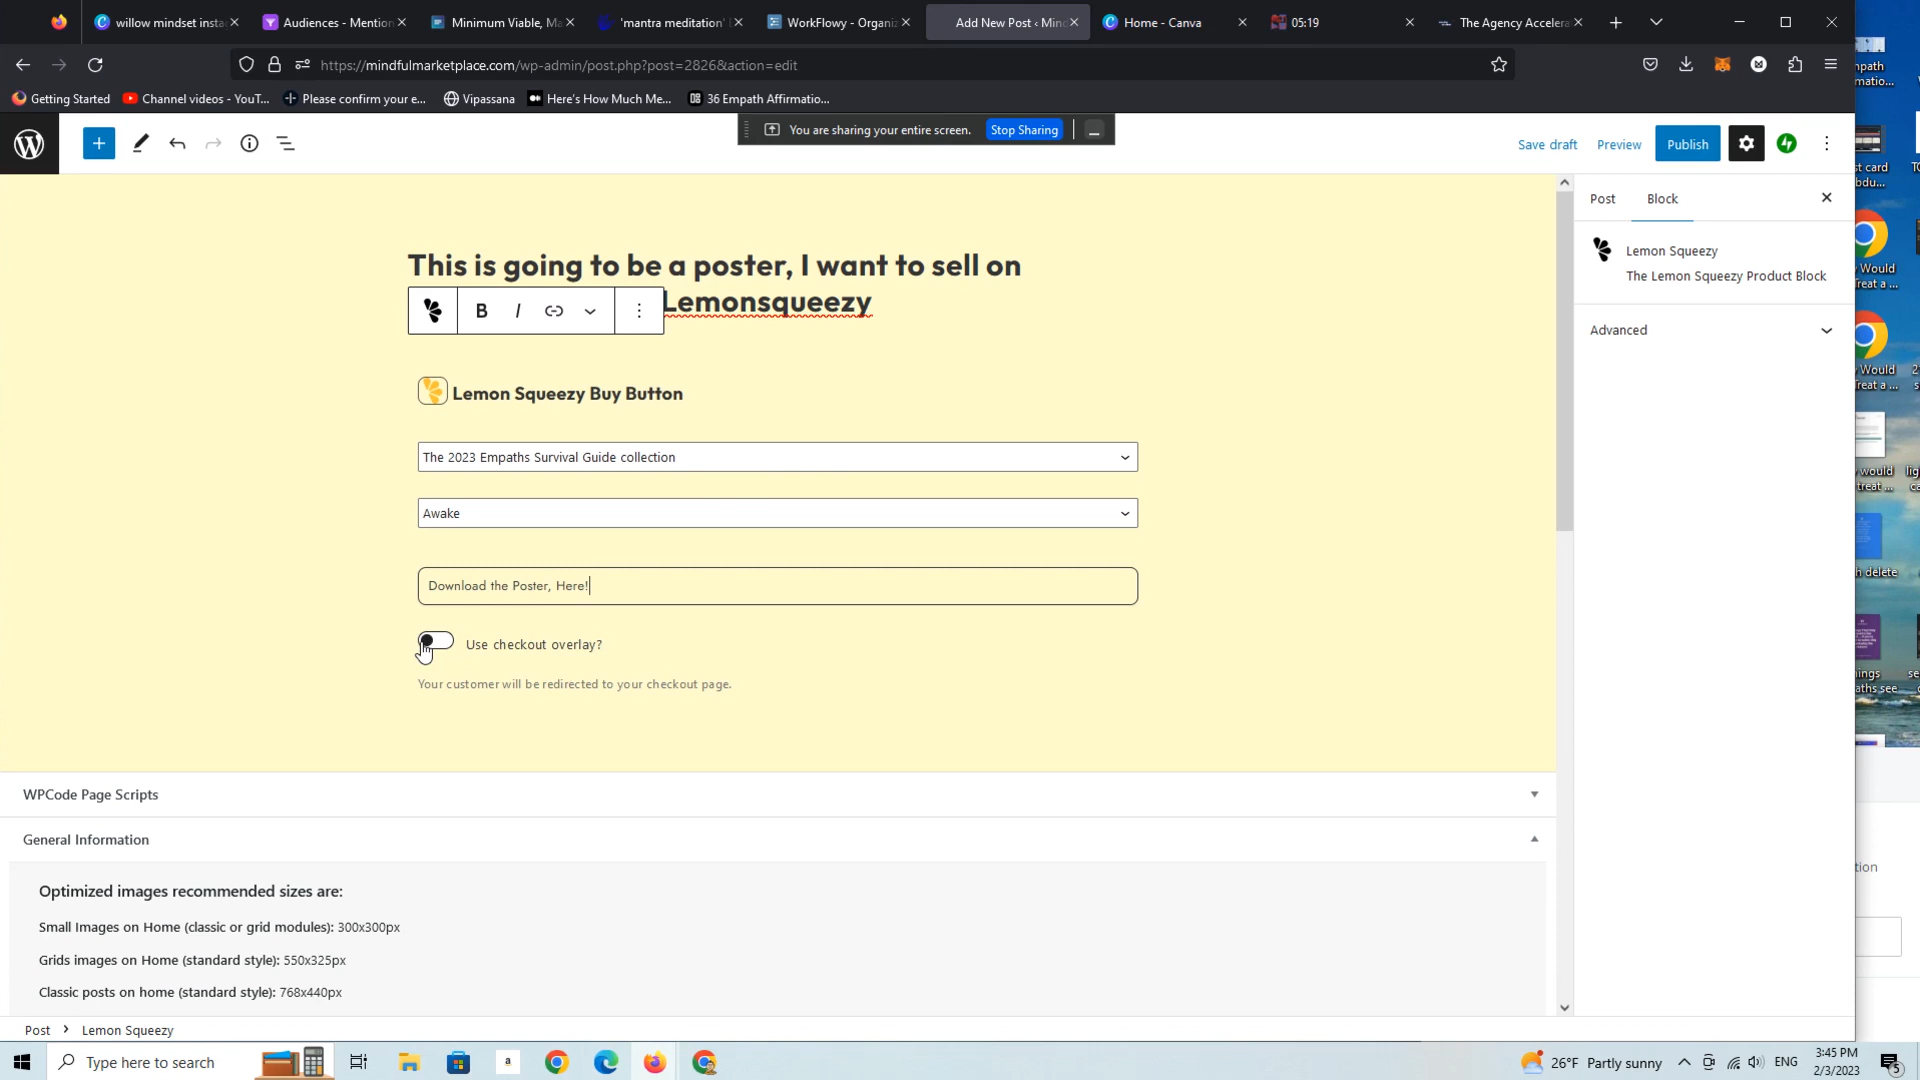 willow mindset insta
Audiences - Mention
Minimum Viable, Ma
'mantra meditation'
WorkFlowy - Organiz
Add New Post ‹ Mind
Home - Canva
05:19
The Agency Accelera
https://mindfulmarketplace.com/wp-admin/post.php?post=2826&action=edit
Getting Started
Channel videos - YouT...
Please confirm your e...
Vipassana
Here's How Much Me...
36 Empath Affirmatio...
You are sharing your entire screen.
Stop Sharing
Save draft
Preview
Publish
Post
Block
Lemon Squeezy
The Lemon Squeezy Product Block
Advanced
This is going to be a poster, I want to sell on
Lemonsqueezy
B I
Lemon Squeezy Buy Button
The 2023 Empaths Survival Guide collection
Awake
Download the Poster, Here!
Use checkout overlay?
Your customer will be redirected to your checkout page.
WPCode Page Scripts
General Information
Optimized images recommended sizes are:
Small Images on Home (classic or grid modules): 300x300px
Grids images on Home (standard style): 550x325px
Classic posts on home (standard style): 768x440px
Post
Lemon Squeezy
Type here to search
a
26°F Partly sunny
ENG
3:45 PM
2/3/2023
5